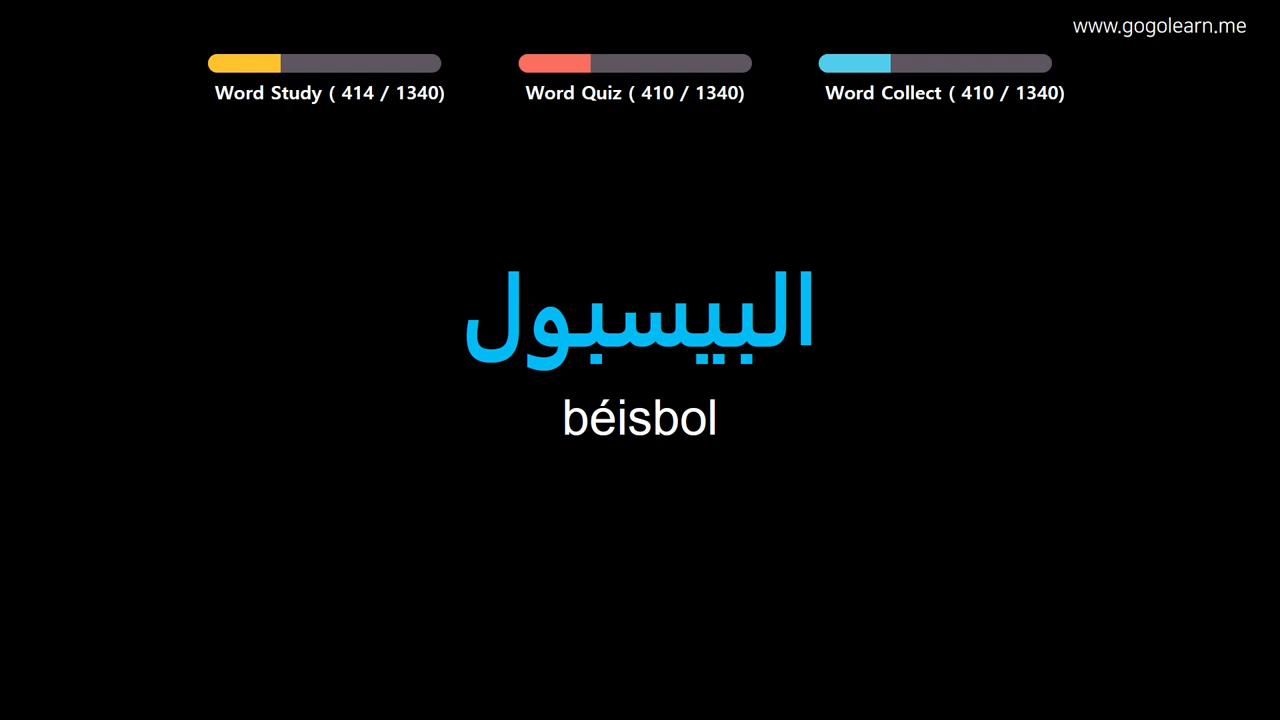 www.gogolearn.me
Word Study ( 414 / 1340)
Word Quiz ( 410 / 1340)
Word Collect ( 410 / 1340)
البيسبول
béisbol